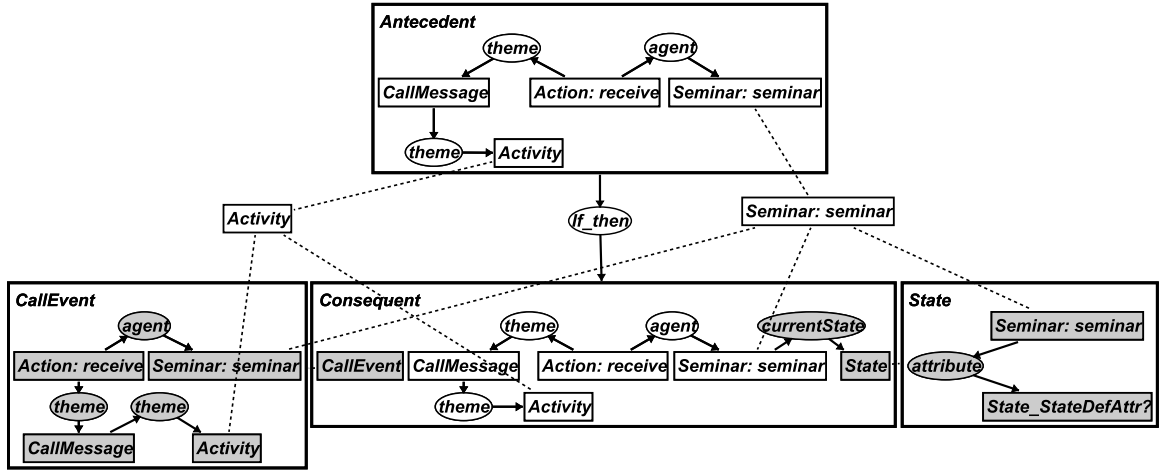 Antecedent
theme
agent
CallMessage
Action: receive
Seminar: seminar
theme
Activity
Activity
If_then
Seminar: seminar
CallEvent
agent
Action: receive
Seminar: seminar
theme
theme
CallMessage
Activity
Consequent
theme
agent
currentState
CallEvent
CallMessage
Action: receive
Seminar: seminar
State
theme
Activity
State
Seminar: seminar
attribute
State_StateDefAttr?